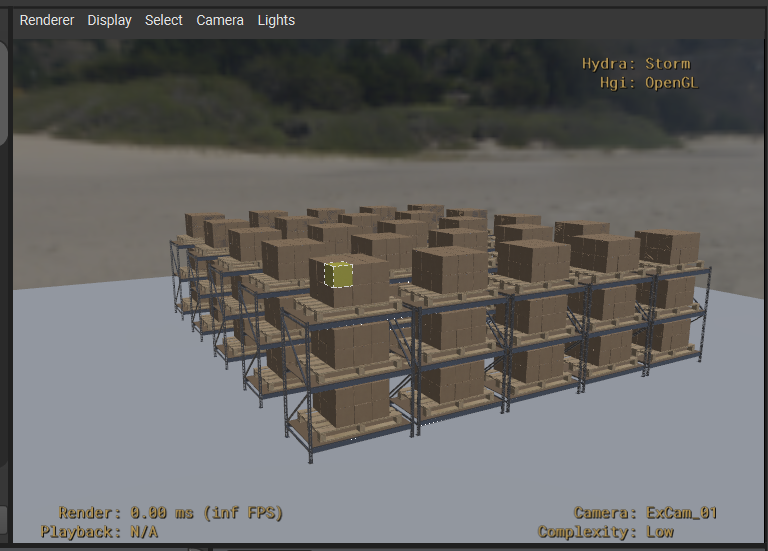 Renderer Display Select Camera Lights
Hydra: Storm
Hgi: OpenGL
Render: 0.00 ms (inf FPS)
Playback: N/A
Camera: ExCam_01
Complexity: Low